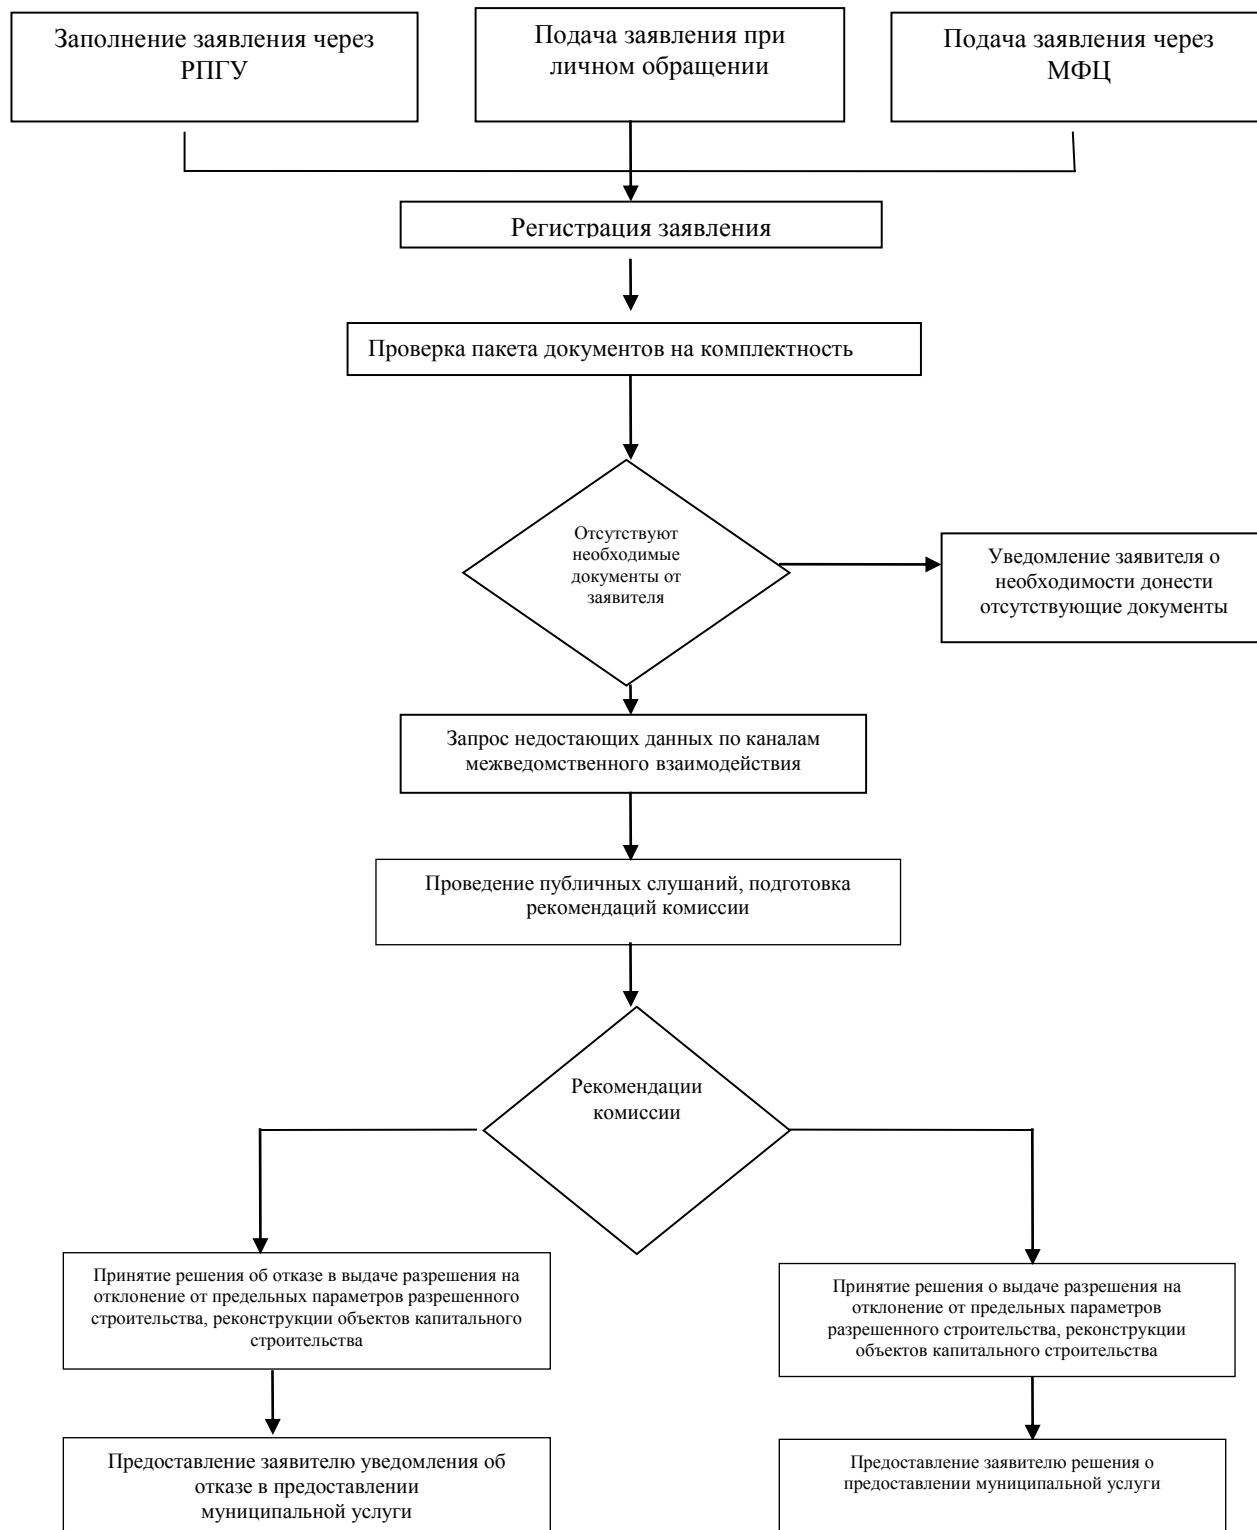 Заполнение заявления через
РПГУ
Подача заявления при
личном обращении
Подача заявления через
МФЦ
Регистрация заявления
Проверка пакета документов на комплектность
Отсутствуют
необходимые
документы от
заявителя
Уведомление заявителя о
необходимости донести
отсутствующие документы
Запрос недостающих данных по каналам
межведомственного взаимодействия
Проведение публичных слушаний, подготовка
рекомендаций комиссии
Рекомендации
комиссии
Принятие решения об отказе в выдаче разрешения на
отклонение от предельных параметров разрешенного
строительства, реконструкции объектов капитального
строительства
Принятие решения о выдаче разрешения на
отклонение от предельных параметров
разрешенного строительства, реконструкции
объектов капитального строительства
Предоставление заявителю уведомления об
отказе в предоставлении
муниципальной услуги
Предоставление заявителю решения о
предоставлении муниципальной услуги